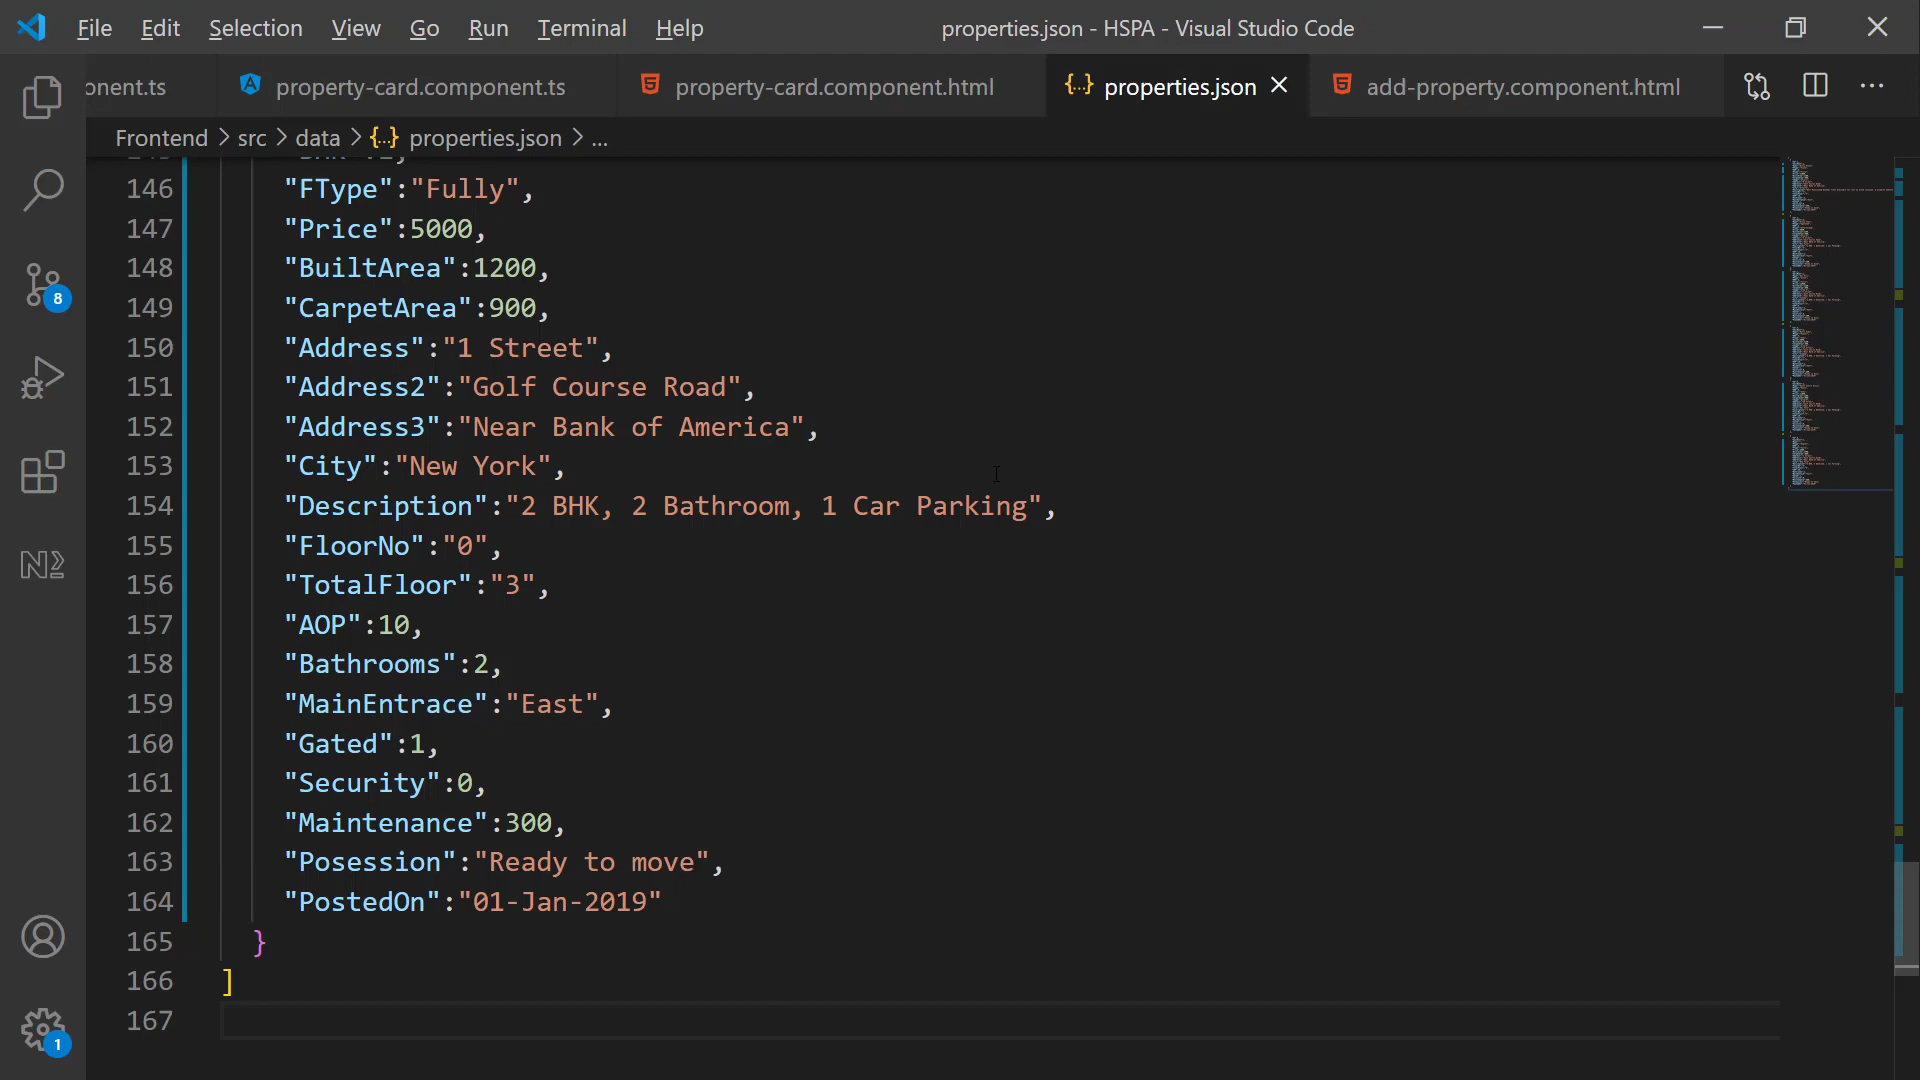 File Edit Selection View Go Run Terminal Help properties.json - HSPA - Visual Studio Code
onent.ts property-card.component.ts property-card.component.html properties.json add-property.component.html
Frontend > src > data > {..} properties.json > ...
146 "FType":"Fully",
147 "Price":5000,
148 "BuiltArea":1200,
149 "CarpetArea":900,
150 "Address":"1 Street",
151 "Address2":"Golf Course Road",
152 "Address3":"Near Bank of America",
153 "City":"New York",
154 "Description":"2 BHK, 2 Bathroom, 1 Car Parking",
155 "FloorNo":"0",
156 "TotalFloor":"3",
157 "AOP":10,
158 "Bathrooms":2,
159 "MainEntrace":"East",
160 "Gated":1,
161 "Security":0,
162 "Maintenance":300,
163 "Posession":"Ready to move",
164 "PostedOn":"01-Jan-2019"
165 }
166 ]
167
8
1